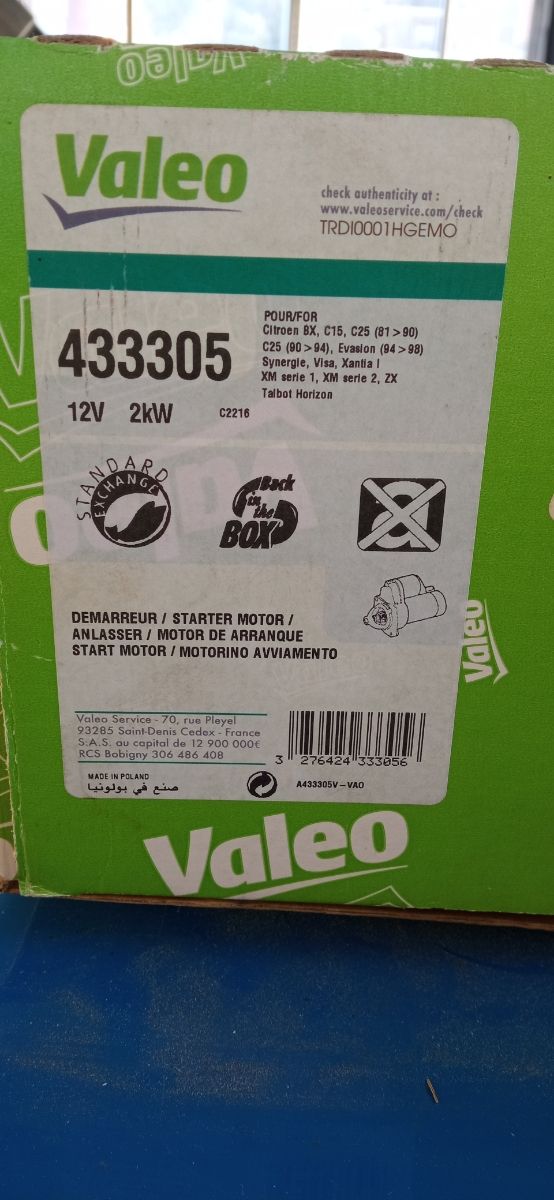 Valeo
Valeo
check authenticity at :
www.valeoservice.com/check
TRDI0001HGEMO
433305
12V 2kW
C2216
POUR/FOR
Citroen BX, C15, C25 (81>90)
C25 (90>94), Evasion (94>98)
Synergie, Visa, Xantia I
XM serie 1, XM serie 2, ZX
Talbot Horizon
STANDARD
EXCHANGE
Back
in the
BOX
a
DEMARREUR / STARTER MOTOR /
ANLASSER / MOTOR DE ARRANQUE
START MOTOR / MOTORINO AVVIAMENTO
Valeo
Valeo Service - 70, rue Pleyel
93285 Saint-Denis Cedex - France
S.A.S. au capital de 12 900 000€
RCS Bobigny 306 486 408
3 276424 333056
MADE IN POLAND
صنع في بولونيا
A433305V-VAO
Valeo